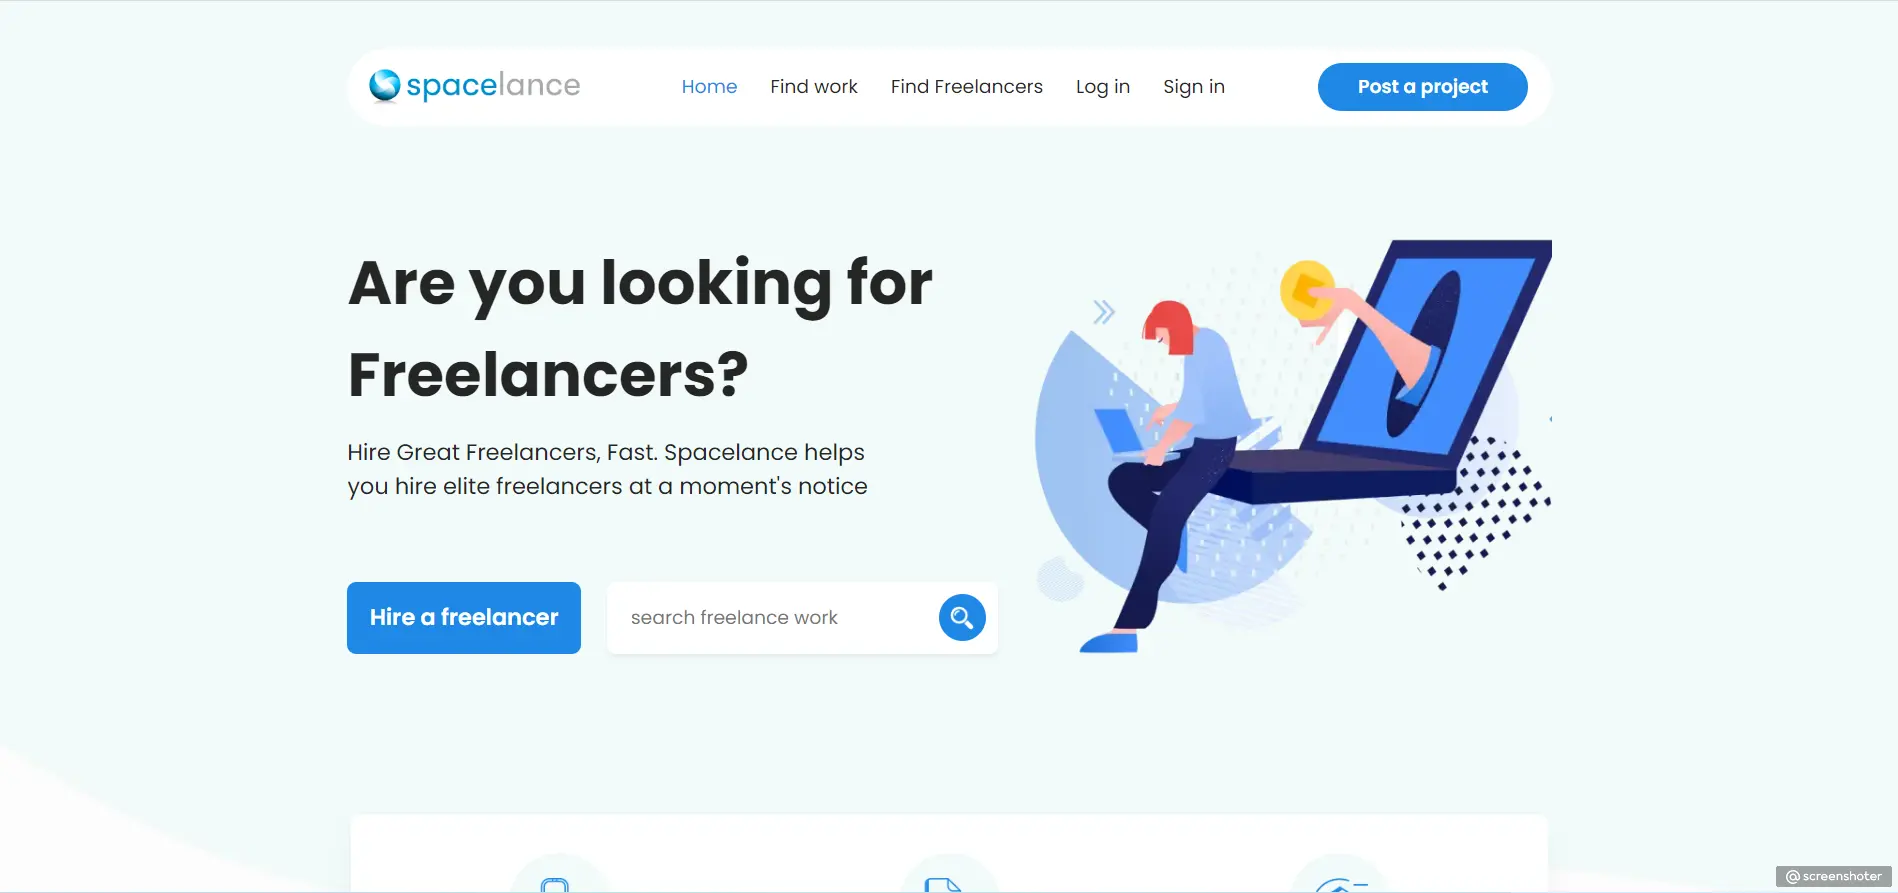 spacelance
Home
Find work
Find Freelancers
Log in
Sign in
Post a project
Are you looking for
Freelancers?
Hire Great Freelancers, Fast. Spacelance helps
you hire elite freelancers at a moment's notice
Hire a freelancer
search freelance work
@screenshoter